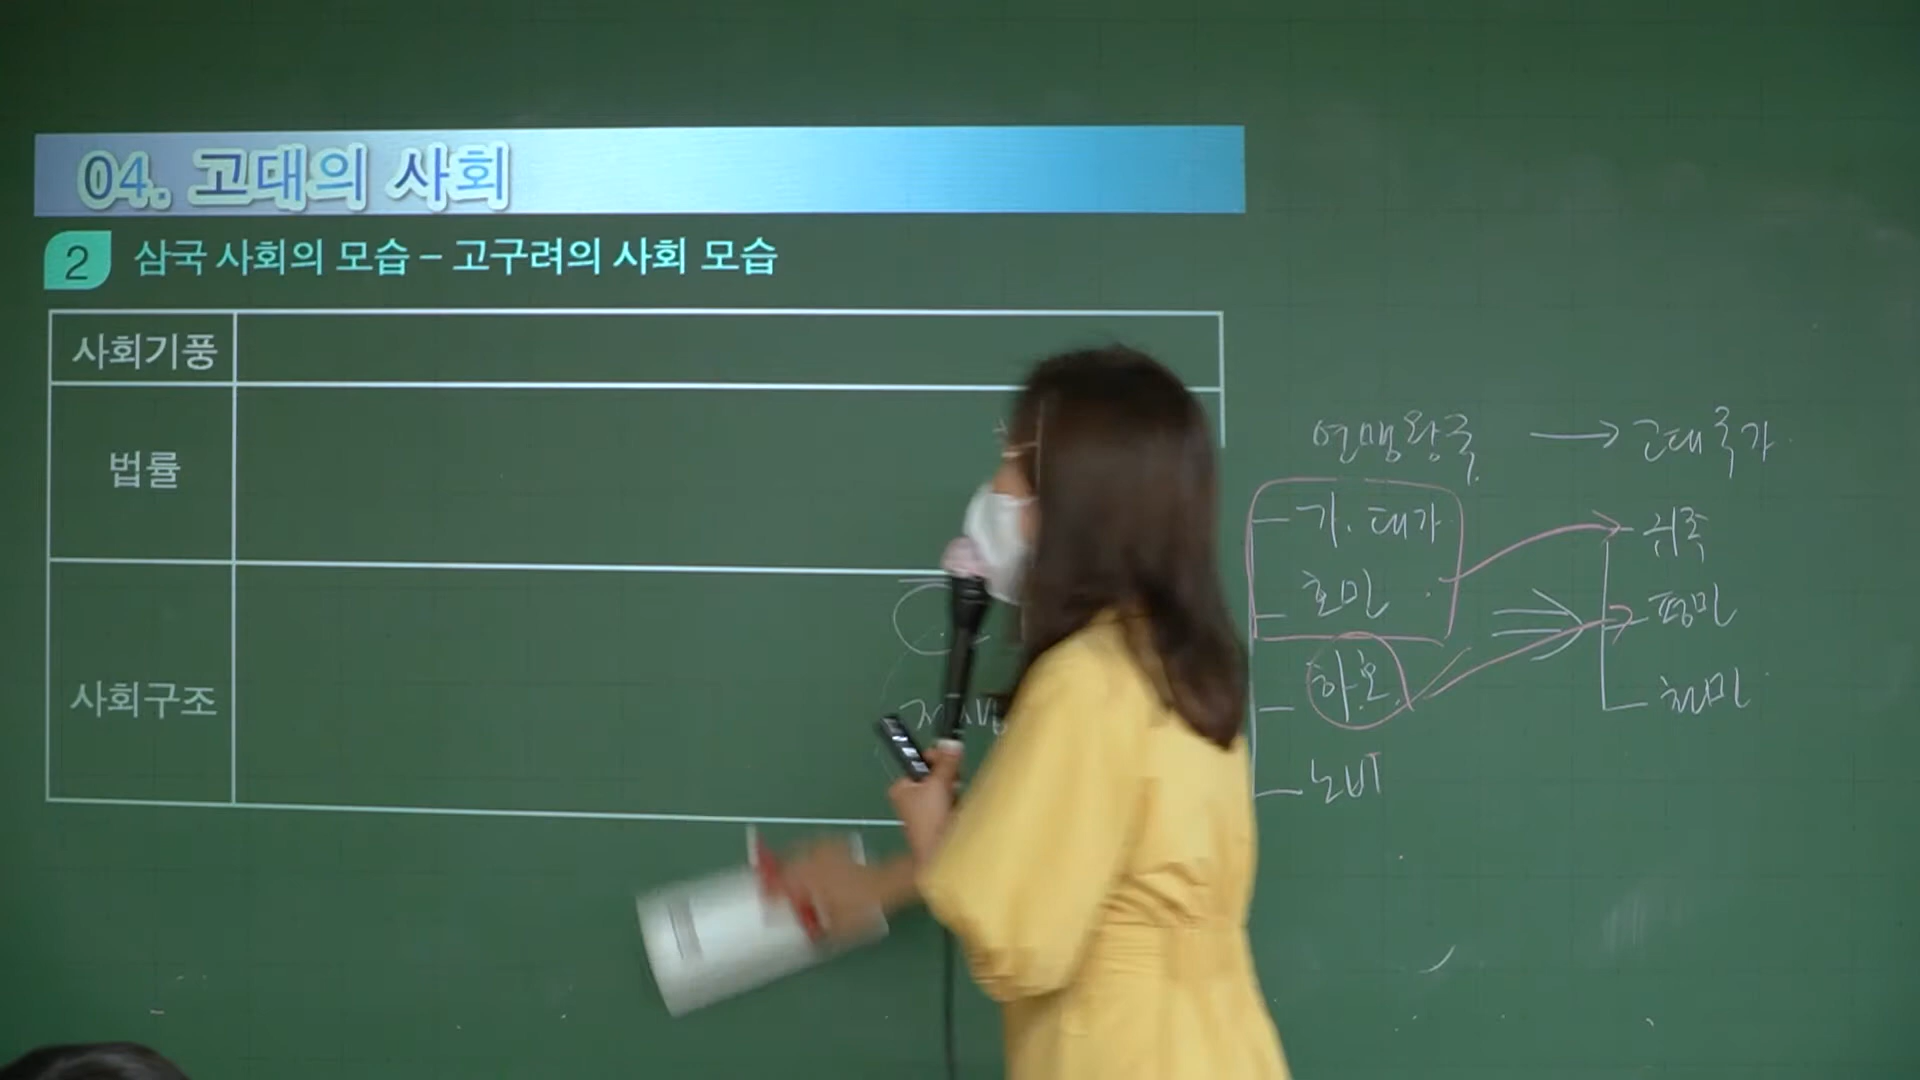 04. 고대의 사회
2 삼국 사회의 모습 – 고구려의 사회 모습
사회기풍
법률
사회구조
연맹왕국 → 고대국가
가. 대가
호민
하호
노비
귀족
평민
천민